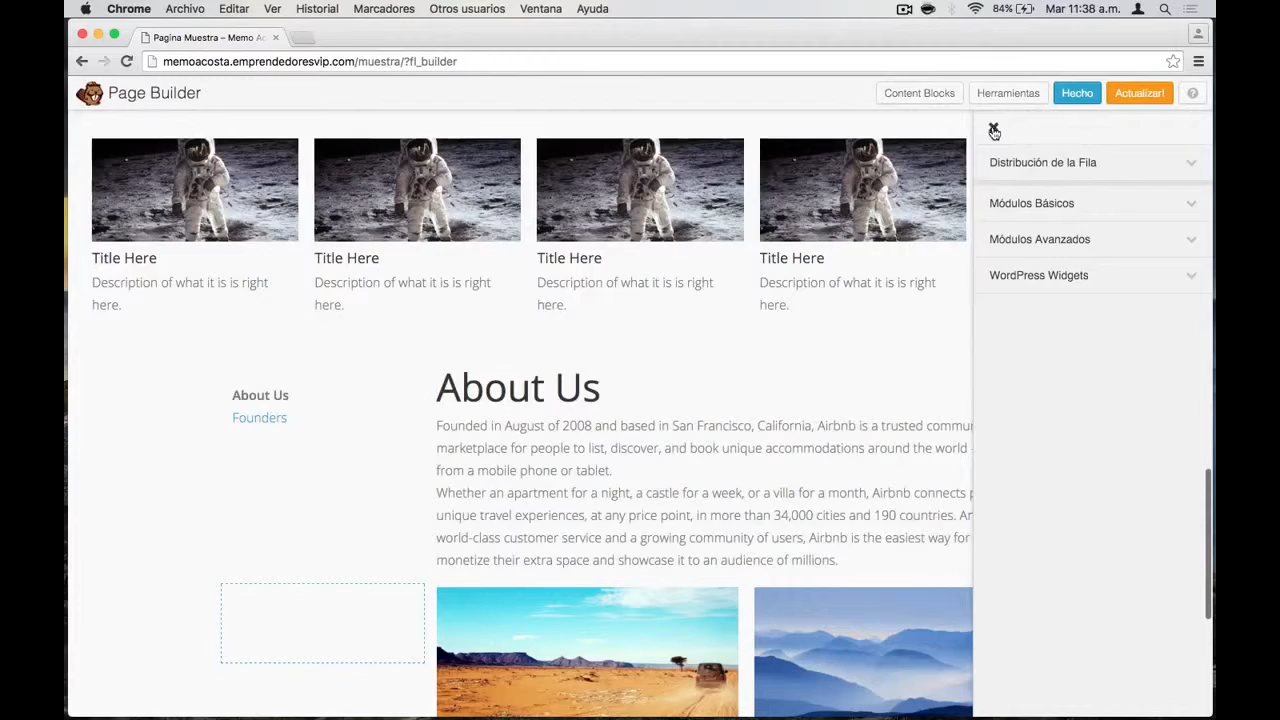 Chrome Archivo Editar Ver Historial Marcadores Otros usuarios Ventana Ayuda 84% Mar 11:38 a.m.
Pagina Muestra – Memo Ac
memoacosta.emprendedoresvip.com/muestra/?fl_builder
Page Builder Content Blocks Herramientas Hecho Actualizar! ?
Distribución de la Fila
Módulos Básicos
Módulos Avanzados
WordPress Widgets
Title Here Title Here Title Here Title Here
Description of what it is is right Description of what it is is right Description of what it is is right Description of what it is is right
here. here. here. here.
About Us
Founders
About Us
Founded in August of 2008 and based in San Francisco, California, Airbnb is a trusted commu
marketplace for people to list, discover, and book unique accommodations around the world
from a mobile phone or tablet.
Whether an apartment for a night, a castle for a week, or a villa for a month, Airbnb connects p
unique travel experiences, at any price point, in more than 34,000 cities and 190 countries. An
world-class customer service and a growing community of users, Airbnb is the easiest way for
monetize their extra space and showcase it to an audience of millions.